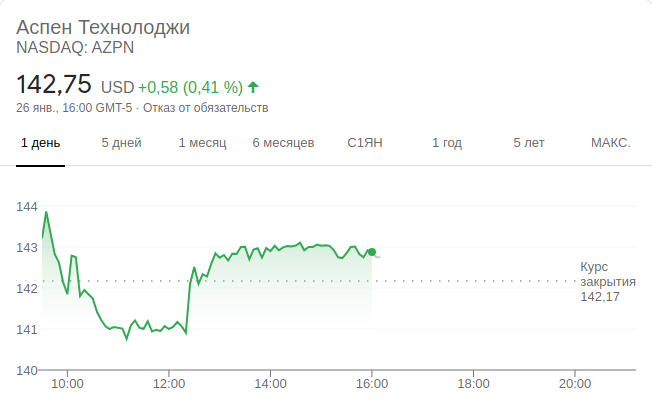 Аспен Технолоджи
NASDAQ: AZPN
142,75 USD +0,58 (0,41 %)
26 янв., 16:00 GMT-5 · Отказ от обязательств
1 день 5 дней 1 месяц 6 месяцев С1ЯН 1 год 5 лет МАКС.
144
143
142
141
140
Курс
закрытия
142,17
10:00 12:00 14:00 16:00 18:00 20:00